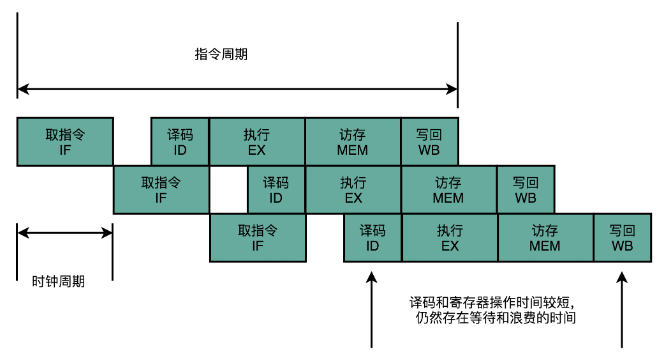 指令周期
取指令
IF
译码
ID
执行
EX
访存
MEM
写回
WB
取指令
IF
译码
ID
执行
EX
访存
MEM
写回
WB
取指令
IF
译码
ID
执行
EX
访存
MEM
写回
WB
时钟周期
译码和寄存器操作时间较短，
仍然存在等待和浪费的时间